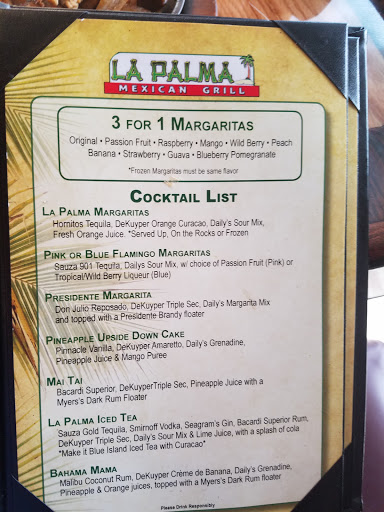 LA PALMA
MEXICAN GRILL
3 FOR 1 MARGARITAS
Original • Passion Fruit • Raspberry • Mango • Wild Berry • Peach
Banana • Strawberry • Guava • Blueberry Pomegranate
*Frozen Margaritas must be same flavor
COCKTAIL LIST
LA PALMA MARGARITAS
Hornitos Tequila, DeKuyper Orange Curacao, Daily's Sour Mix,
Fresh Orange Juice. *Served Up, On the Rocks or Frozen
PINK OR BLUE FLAMINGO MARGARITAS
Sauza 901 Tequila, Dailys Sour Mix, w/ choice of Passion Fruit (Pink) or
Tropical/Wild Berry Liqueur (Blue)
PRESIDENTE MARGARITA
Don Julio Reposado, DeKuyper Triple Sec, Daily's Margarita Mix
and topped with a Presidente Brandy floater
PINEAPPLE UPSIDE DOWN CAKE
Pinnacle Vanilla, DeKuyper Amaretto, Daily's Grenadine,
Pineapple Juice & Mango Puree
MAI TAI
Bacardi Superior, DeKuyperTriple Sec, Pineapple Juice with a
Myers's Dark Rum Floater
LA PALMA ICED TEA
Sauza Gold Tequila, Smirnoff Vodka, Seagram's Gin, Bacardi Superior Rum,
DeKuyper Triple Sec, Daily's Sour Mix & Lime Juice, with a splash of cola
*Make it Blue Island Iced Tea with Curacao*
BAHAMA MAMA
Malibu Coconut Rum, DeKuyper Crème de Banana, Daily's Grenadine,
Pineapple & Orange juices, topped with a Myers's Dark Rum floater
Please Drink Responsibly